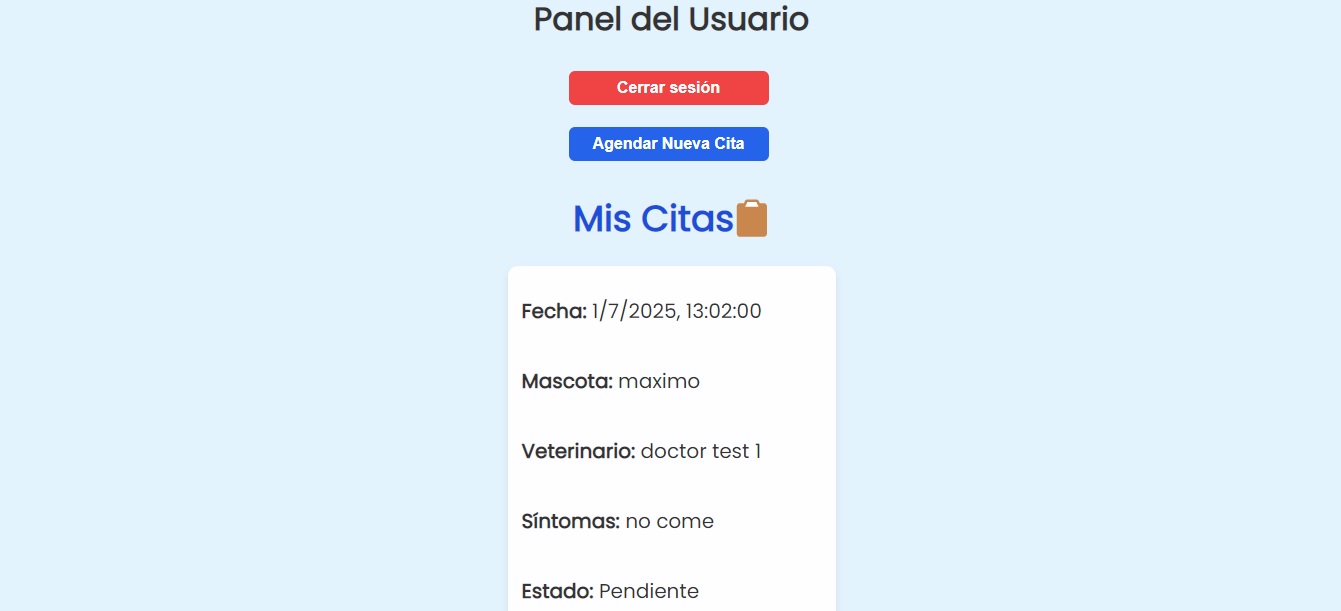 Panel del Usuario
Cerrar sesión
Agendar Nueva Cita
Mis Citas
Fecha: 1/7/2025, 13:02:00
Mascota: maximo
Veterinario: doctor test 1
Síntomas: no come
Estado: Pendiente